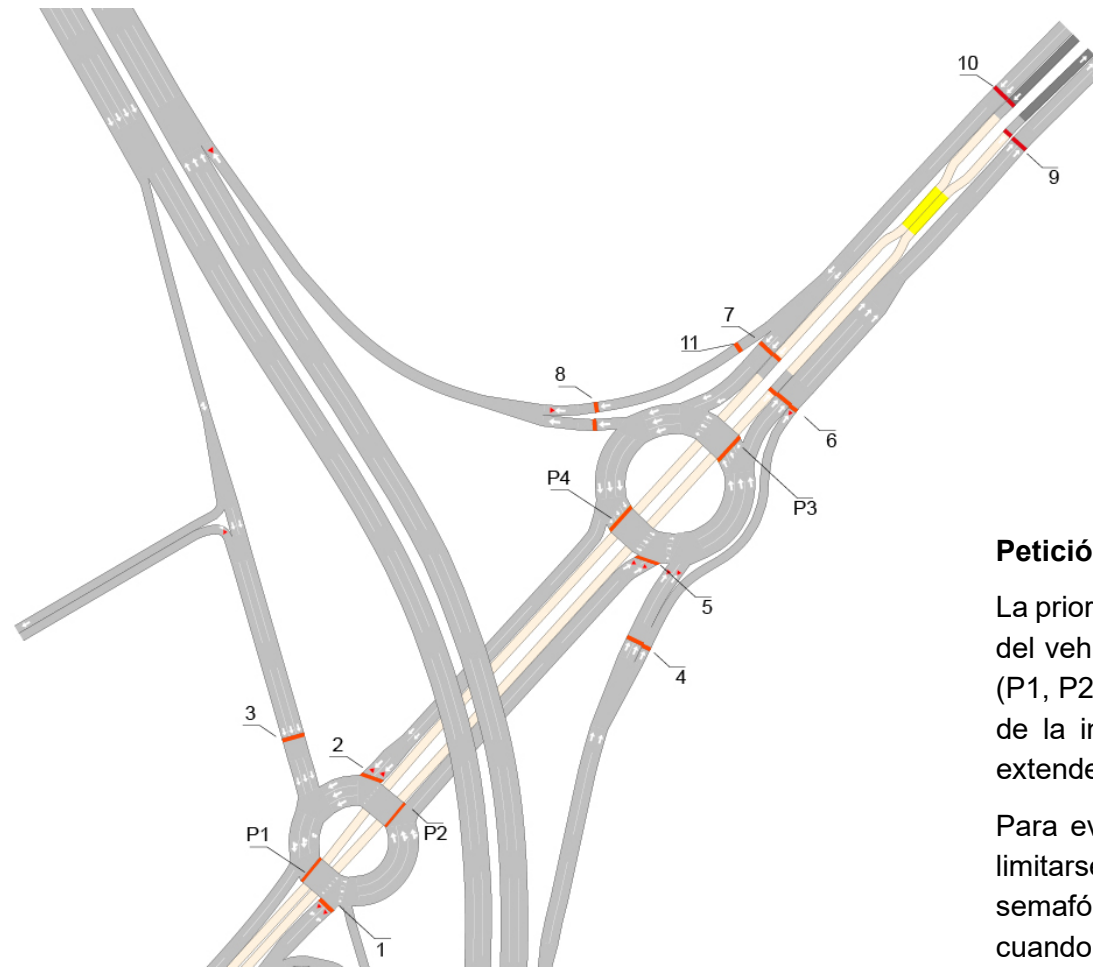 10
9
7
11
8
6
P4
P3
5
4
3
2
P1
P2
1
Petició
La prior
del veh
(P1, P2
de la i
extende
Para ev
limitarse
semafó
cuando